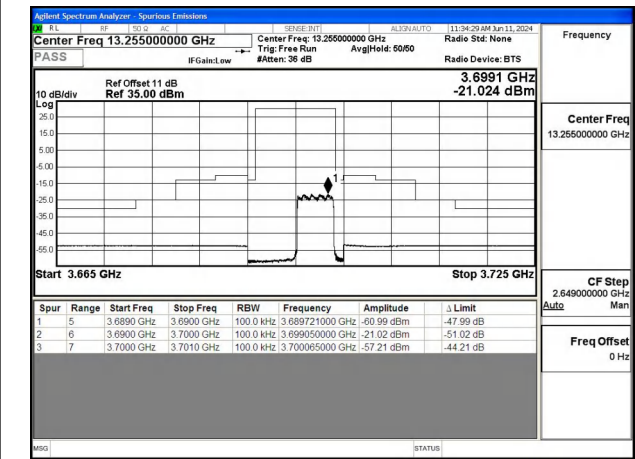 Agilent Spectrum Analyzer - Spurious Emissions
RL RF 50 Ω AC SENSE:INT ALIGN AUTO 11:34:29 AM Jun 11, 2024
Center Freq 13.255000000 GHz
Center Freq: 13.255000000 GHz
Radio Std: None
Trig: Free Run Avg|Hold: 50/50
PASS IFGain:Low #Atten: 36 dB Radio Device: BTS
Frequency
3.6991 GHz
-21.024 dBm
Ref Offset 11 dB
10 dB/div Ref 35.00 dBm
Log
25.0
15.0
5.00
-5.00
-15.0
-25.0
-35.0
-45.0
-55.0
1
Start 3.665 GHz Stop 3.725 GHz
Center Freq
13.255000000 GHz
CF Step
2.649000000 GHz
Auto Man
Freq Offset
0 Hz
Spur Range Start Freq Stop Freq RBW Frequency Amplitude Δ Limit
1 5 3.6890 GHz 3.6900 GHz 100.0 kHz 3.689721000 GHz -60.99 dBm -47.99 dB
2 6 3.6900 GHz 3.7000 GHz 100.0 kHz 3.699050000 GHz -21.02 dBm -51.02 dB
3 7 3.7000 GHz 3.7010 GHz 100.0 kHz 3.700065000 GHz -57.21 dBm -44.21 dB
MSG STATUS